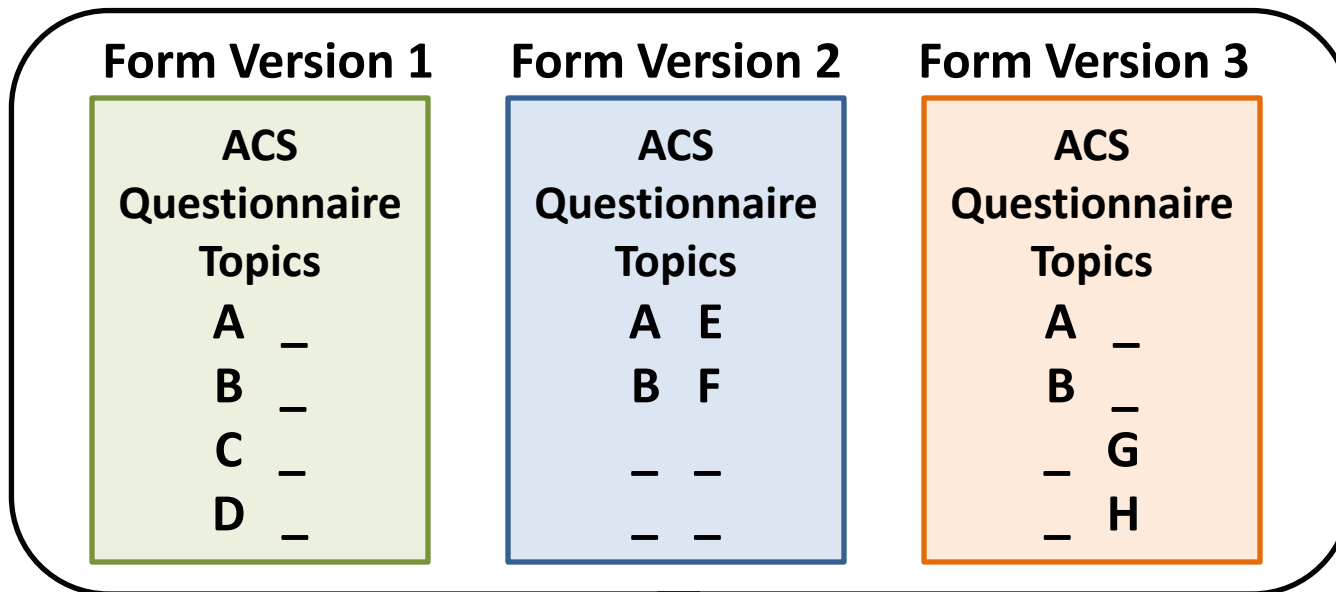 Form Version 1
ACS
Questionnaire
Topics
A _
B _
C _
D _
Form Version 2
ACS
Questionnaire
Topics
A E
B F
_ _
_ _
Form Version 3
ACS
Questionnaire
Topics
A _
B _
_ G
_ H